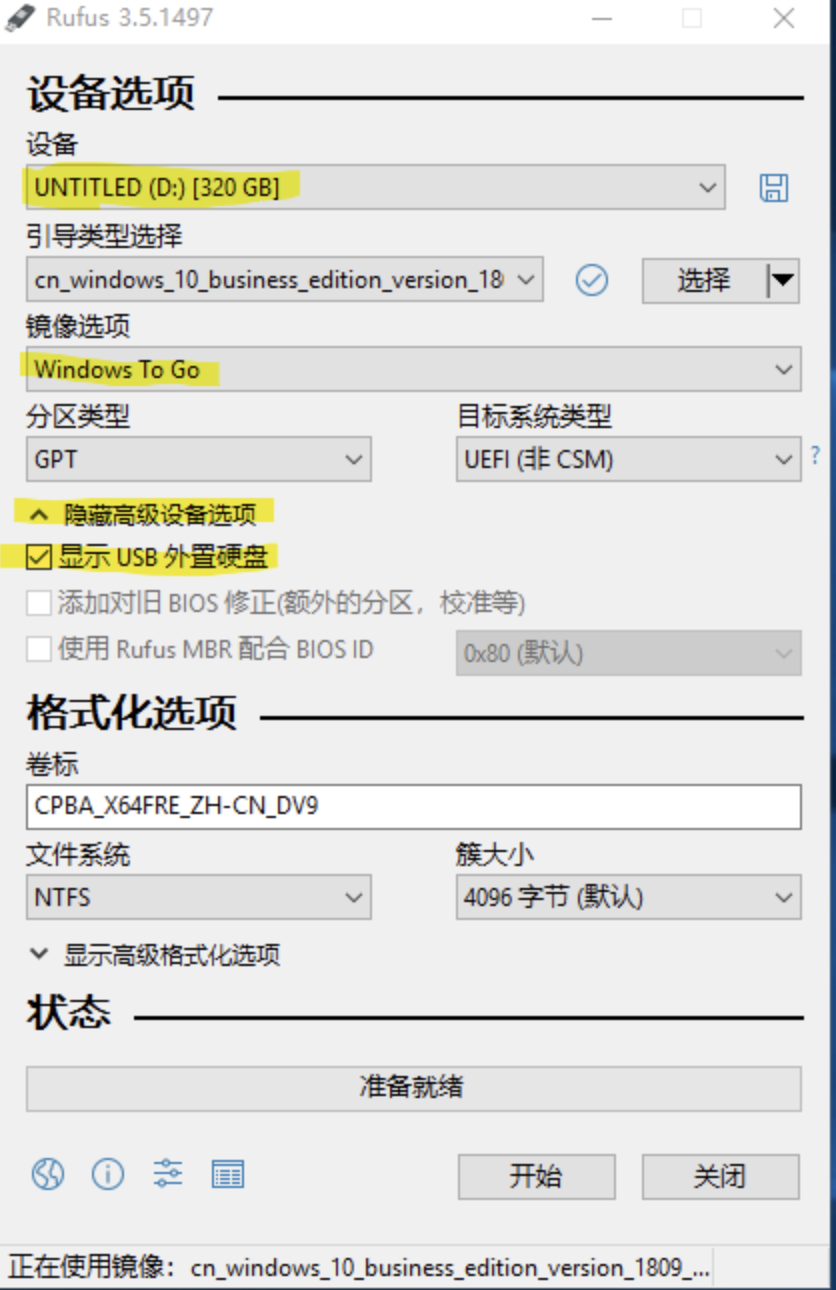 Rufus 3.5.1497
设备选项
设备
UNTITLED (D:) [320 GB]
引导类型选择
cn_windows_10_business_edition_version_18
选择
镜像选项
Windows To Go
分区类型 目标系统类型
GPT UEFI (非 CSM) ?
隐藏高级设备选项
显示 USB 外置硬盘
添加对旧 BIOS 修正(额外的分区，校准等)
使用 Rufus MBR 配合 BIOS ID 0x80 (默认)
格式化选项
卷标
CPBA_X64FRE_ZH-CN_DV9
文件系统 簇大小
NTFS 4096 字节 (默认)
显示高级格式化选项
状态
准备就绪
开始 关闭
正在使用镜像：cn_windows_10_business_edition_version_1809_...